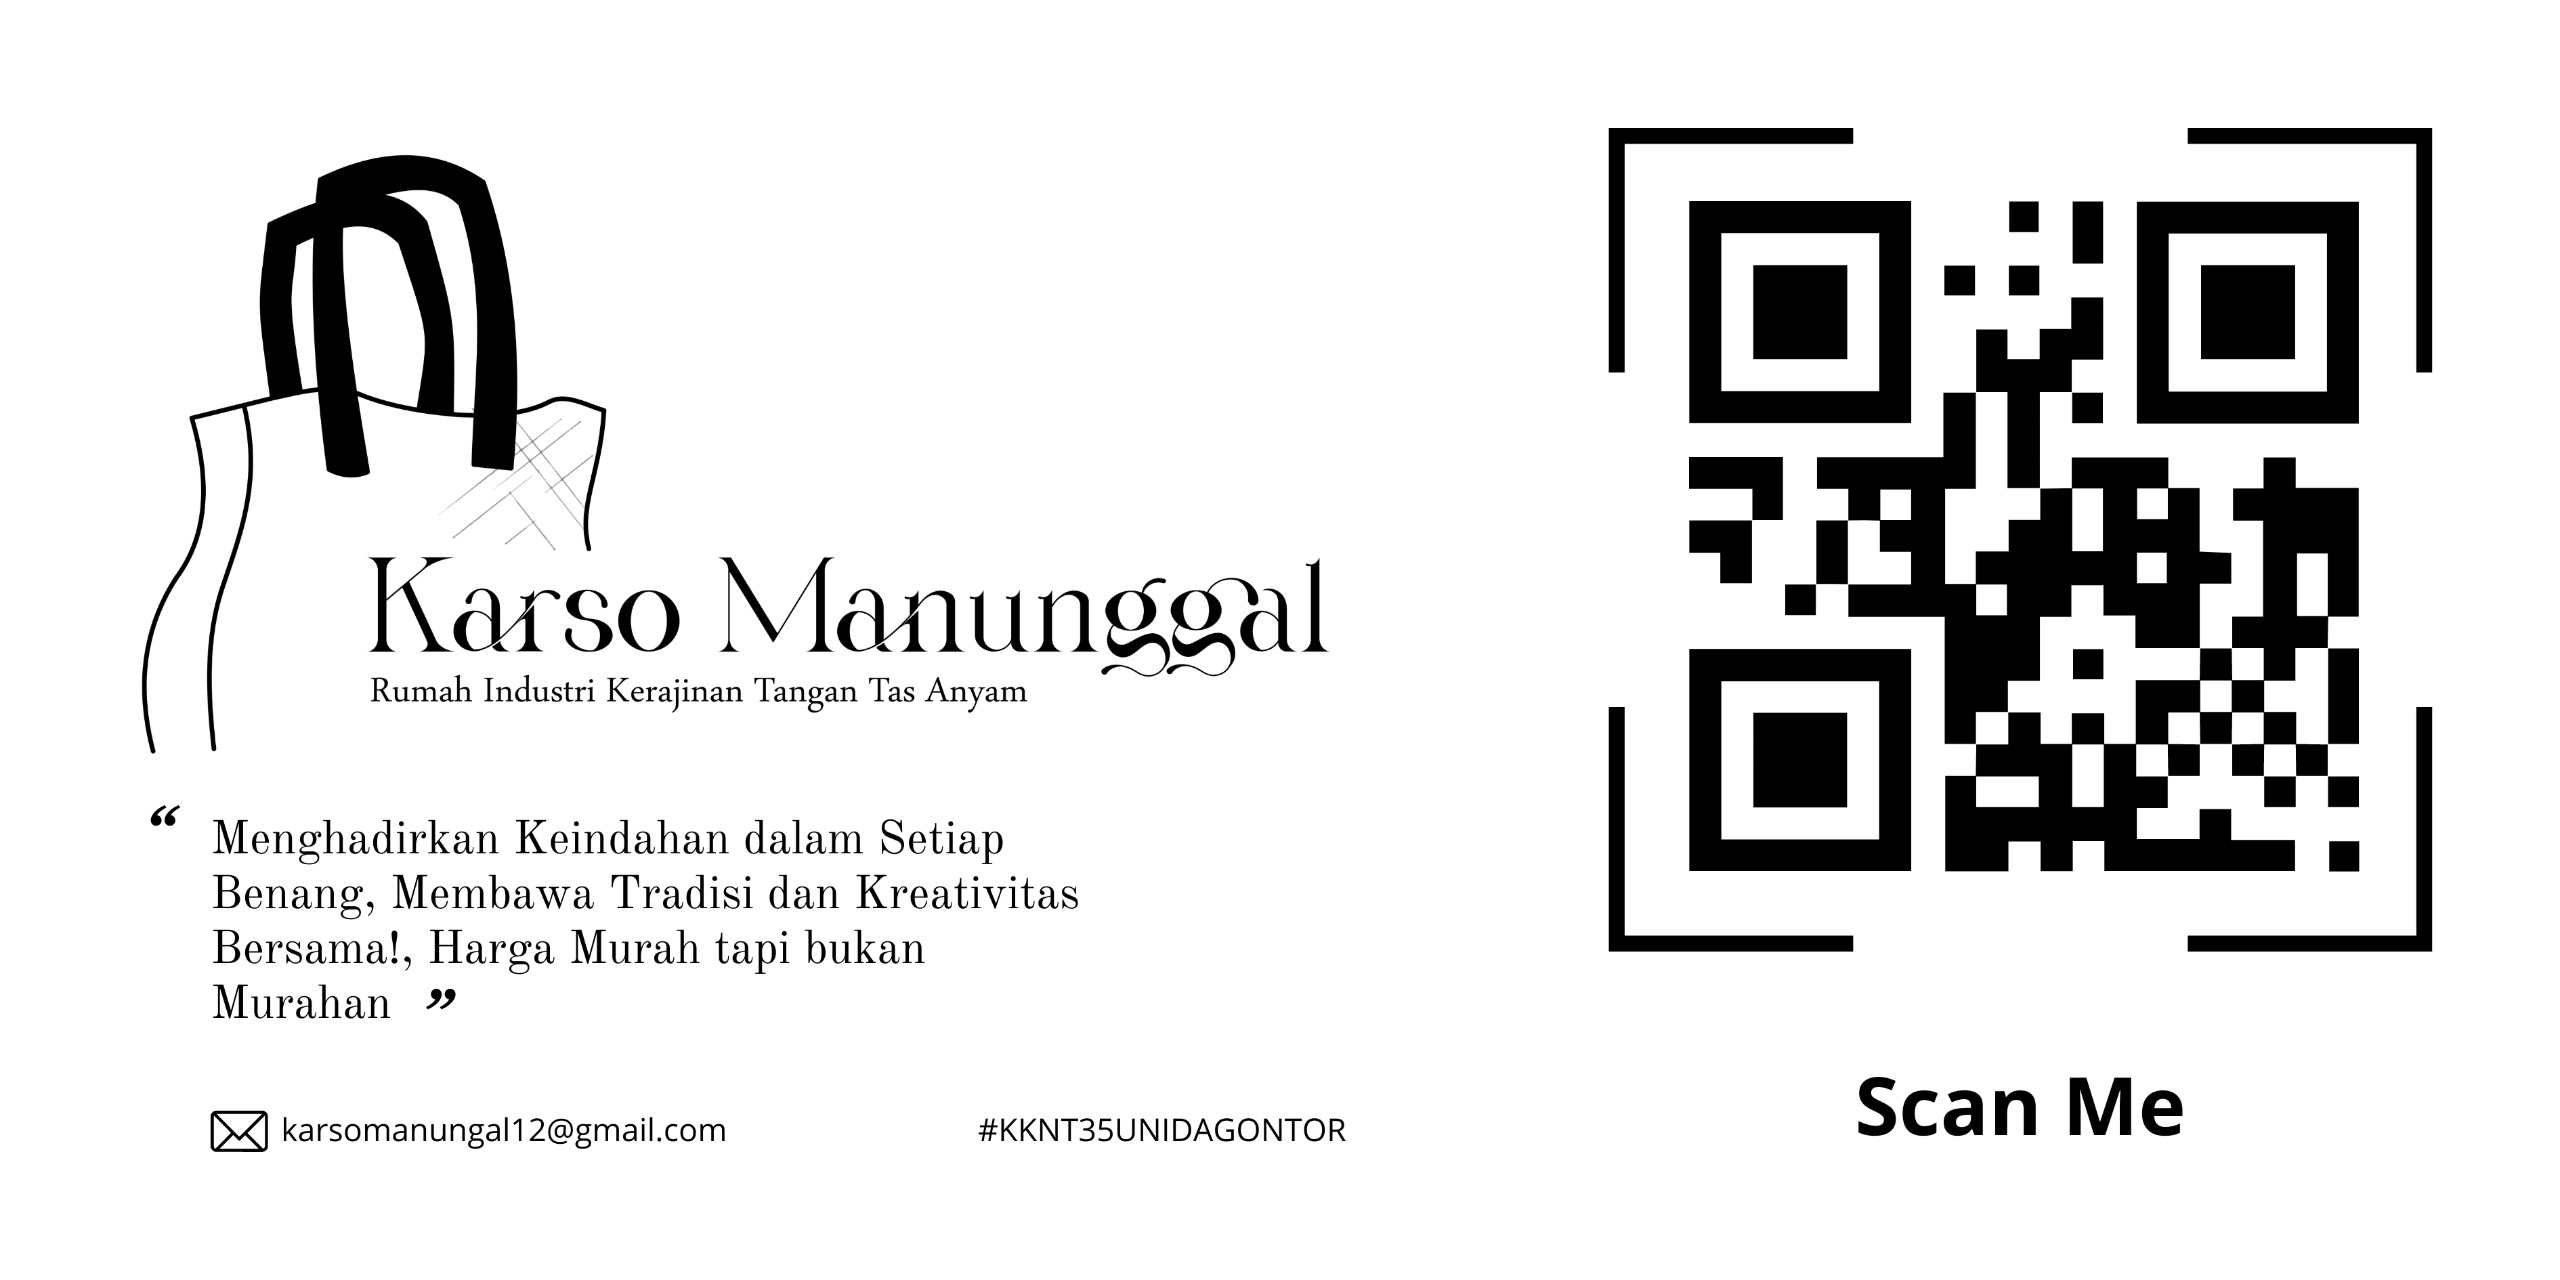 Karso Manunggal
Rumah Industri Kerajinan Tangan Tas Anyam
“ Menghadirkan Keindahan dalam Setiap
Benang, Membawa Tradisi dan Kreativitas
Bersama!, Harga Murah tapi bukan
Murahan ”
karsomanungal12@gmail.com
#KKNT35UNIDAGONTOR
Scan Me